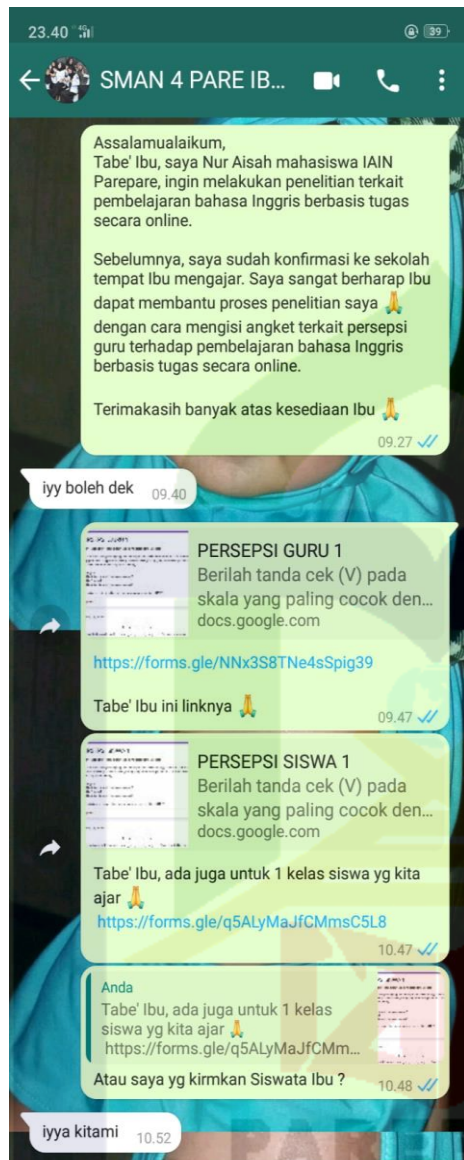 23.40 4G
39
SMAN 4 PARE IB...
Assalamualaikum,
Tabe' Ibu, saya Nur Aisah mahasiswa IAIN
Parepare, ingin melakukan penelitian terkait
pembelajaran bahasa Inggris berbasis tugas
secara online.
Sebelumnya, saya sudah konfirmasi ke sekolah
tempat Ibu mengajar. Saya sangat berharap Ibu
dapat membantu proses penelitian saya 🙏
dengan cara mengisi angket terkait persepsi
guru terhadap pembelajaran bahasa Inggris
berbasis tugas secara online.
Terimakasih banyak atas kesediaan Ibu 🙏
09.27
iyy boleh dek 09.40
PERSEPSI GURU 1
Berilah tanda cek (V) pada
skala yang paling cocok den...
docs.google.com
https://forms.gle/NNx3S8TNe4sSpig39
Tabe' Ibu ini linknya 🙏
09.47
PERSEPSI SISWA 1
Berilah tanda cek (V) pada
skala yang paling cocok den...
docs.google.com
Tabe' Ibu, ada juga untuk 1 kelas siswa yg kita
ajar 🙏
https://forms.gle/q5ALyMaJfCMmsC5L8
10.47
Anda
Tabe' Ibu, ada juga untuk 1 kelas
siswa yg kita ajar 🙏
https://forms.gle/q5ALyMaJfCMm...
Atau saya yg kirmkan Siswata Ibu ? 10.48
iyya kitami 10.52